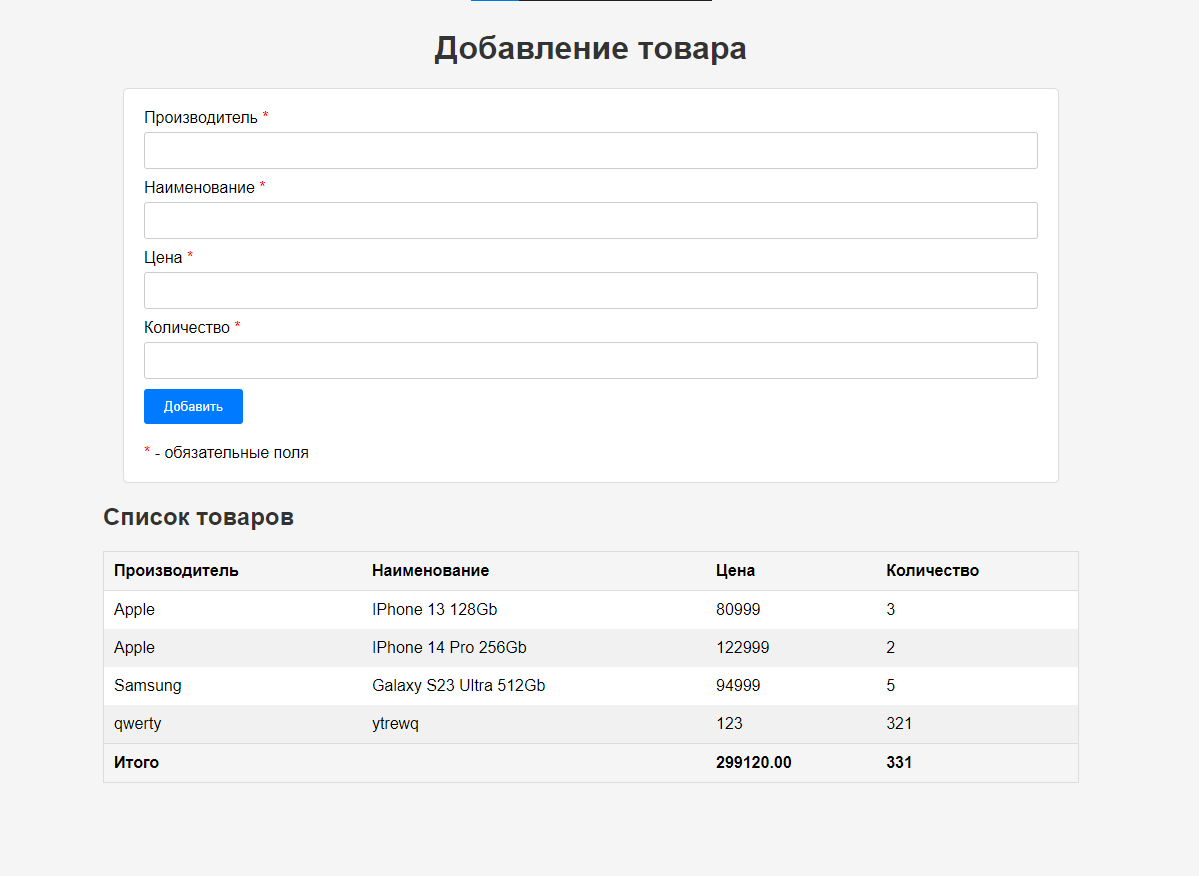 Добавление товара
Производитель *
Наименование *
Цена *
Количество *
Добавить
* - обязательные поля
Список товаров
Производитель Наименование Цена Количество
Apple IPhone 13 128Gb 80999 3
Apple IPhone 14 Pro 256Gb 122999 2
Samsung Galaxy S23 Ultra 512Gb 94999 5
qwerty ytrewq 123 321
Итого 299120.00 331